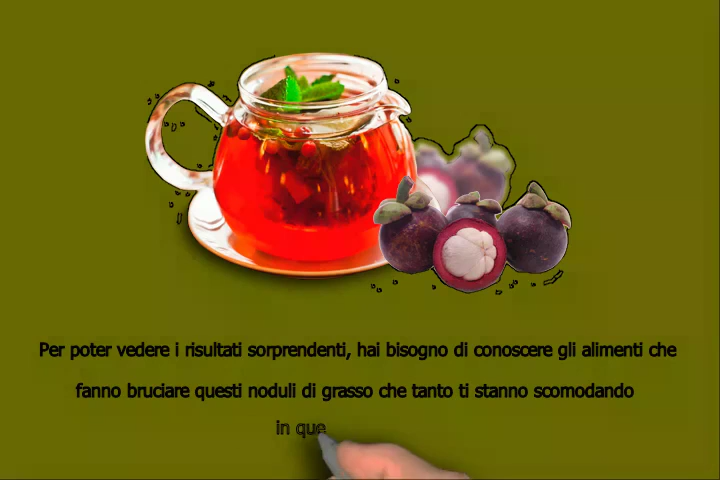 Per poter vedere i risultati sorprendenti, hai bisogno di conoscere gli alimenti che
fanno bruciare questi noduli di grasso che tanto ti stanno scomodando
in que